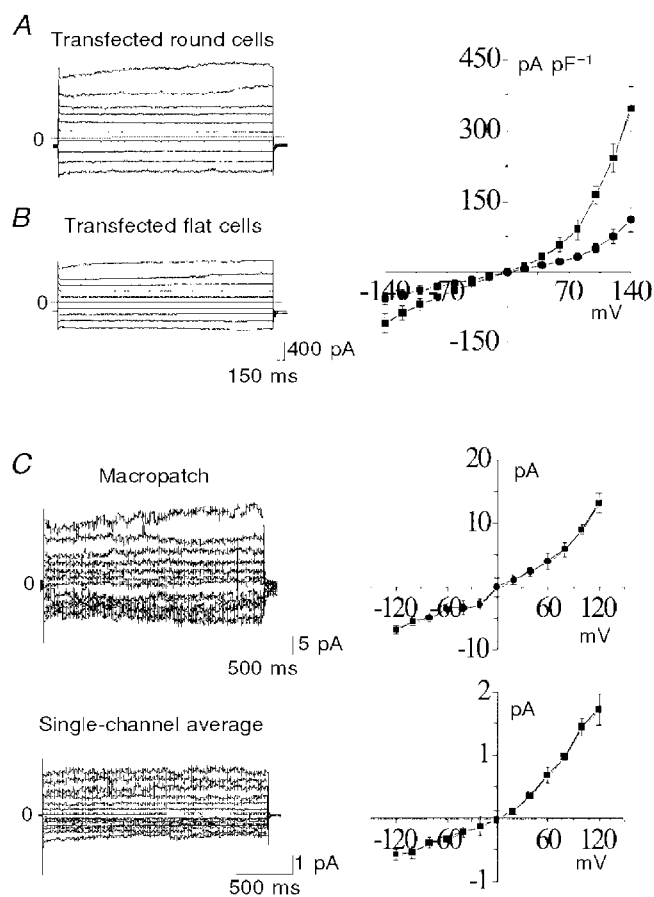 A
Transfected round cells
0
B
Transfected flat cells
0
400 pA
150 ms
450
pA pF⁻¹
300
150
-140
-70
70
140
mV
-150
C
Macropatch
0
5 pA
500 ms
20
pA
10
-120
-60
60
120
mV
-10
Single-channel average
0
1 pA
500 ms
2
pA
1
-120
-60
60
120
mV
-1